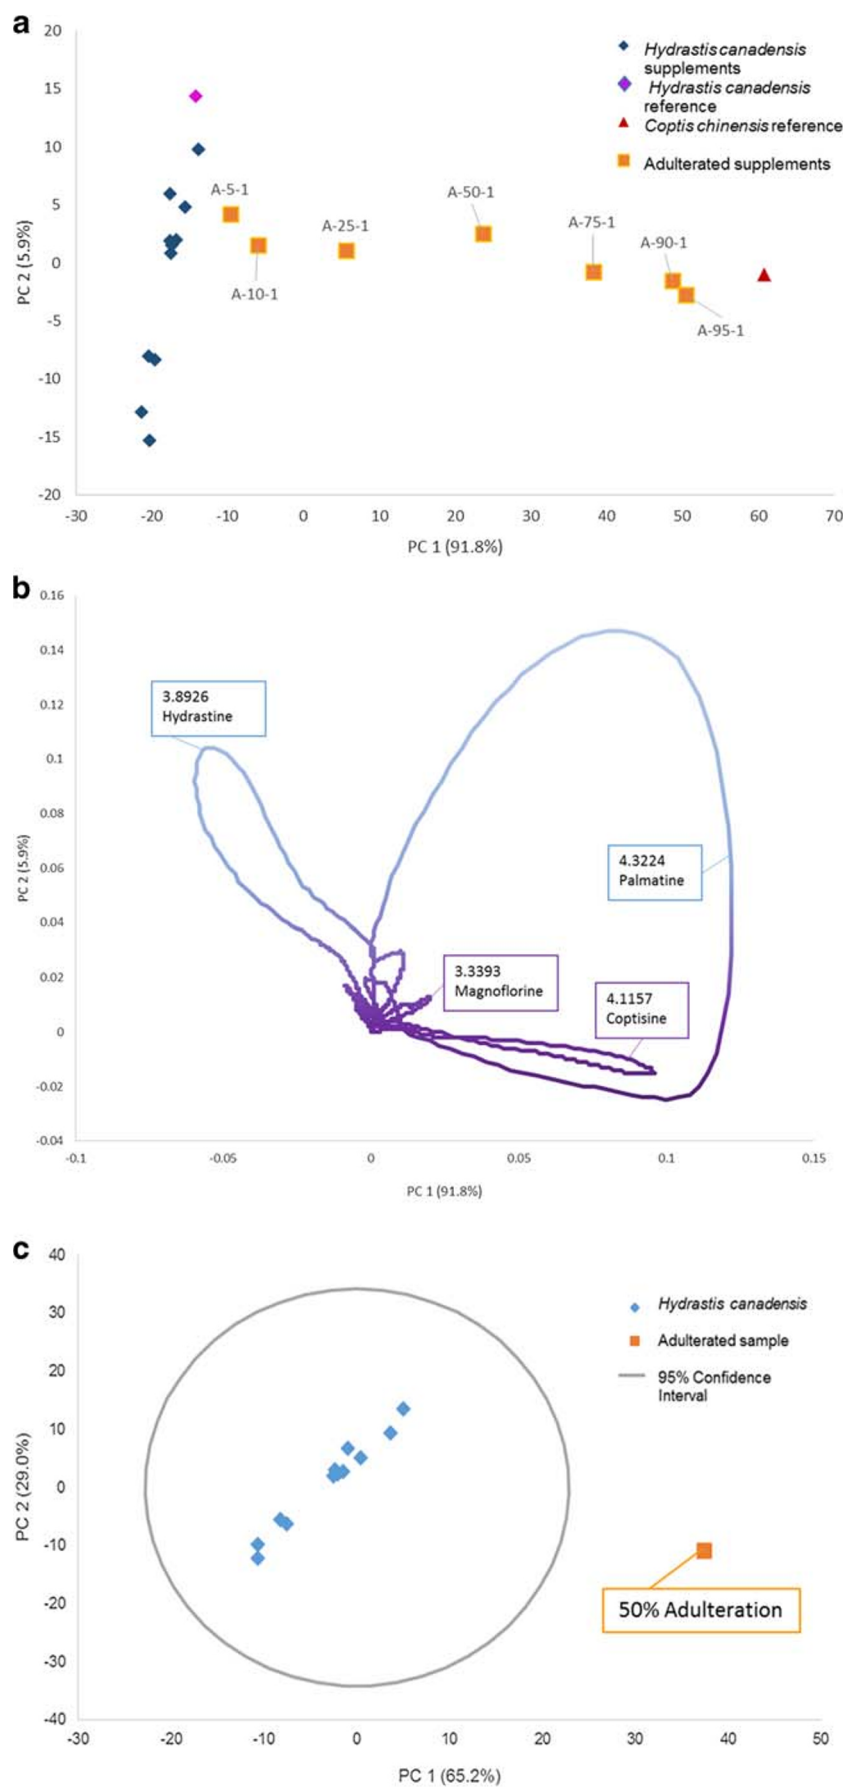 a
20
15
10
5
0
-5
-10
-15
-20
PC 2 (5.9%)
-30 -20 -10 0 10 20 30 40 50 60 70
PC 1 (91.8%)
Hydrastis canadensis
supplements
Hydrastis canadensis
reference
Coptis chinensis reference
Adulterated supplements
A-5-1
A-10-1
A-25-1
A-50-1
A-75-1
A-90-1
A-95-1
b
0.16
0.14
0.12
0.1
0.08
0.06
0.04
0.02
0
-0.02
-0.04
PC 2 (5.9%)
-0.1 -0.05 0 0.05 0.1 0.15
PC 1 (91.8%)
3.8926
Hydrastine
4.3224
Palmatine
3.3393
Magnoflorine
4.1157
Coptisine
c
40
30
20
10
0
-10
-20
-30
-40
PC 2 (29.0%)
-30 -20 -10 0 10 20 30 40 50
PC 1 (65.2%)
Hydrastis canadensis
Adulterated sample
95% Confidence
Interval
50% Adulteration